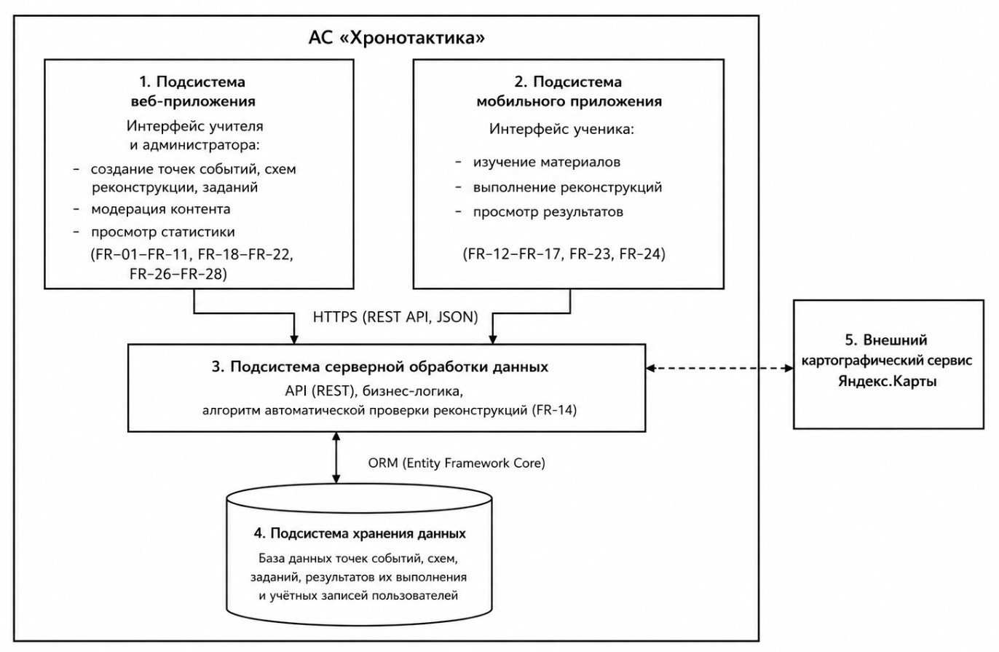 АС «Хронотактика»
1. Подсистема
веб-приложения
Интерфейс учителя
и администратора:
- создание точек событий, схем
реконструкции, заданий
- модерация контента
- просмотр статистики
(FR-01-FR-11, FR-18-FR-22,
FR-26-FR-28)
2. Подсистема
мобильного приложения
Интерфейс ученика:
- изучение материалов
- выполнение реконструкций
- просмотр результатов
(FR-12-FR-17, FR-23, FR-24)
HTTPS (REST API, JSON)
3. Подсистема серверной обработки данных
API (REST), бизнес-логика,
алгоритм автоматической проверки реконструкций (FR-14)
5. Внешний
картографический сервис
Яндекс.Карты
ORM (Entity Framework Core)
4. Подсистема хранения данных
База данных точек событий, схем,
заданий, результатов их выполнения
и учётных записей пользователей